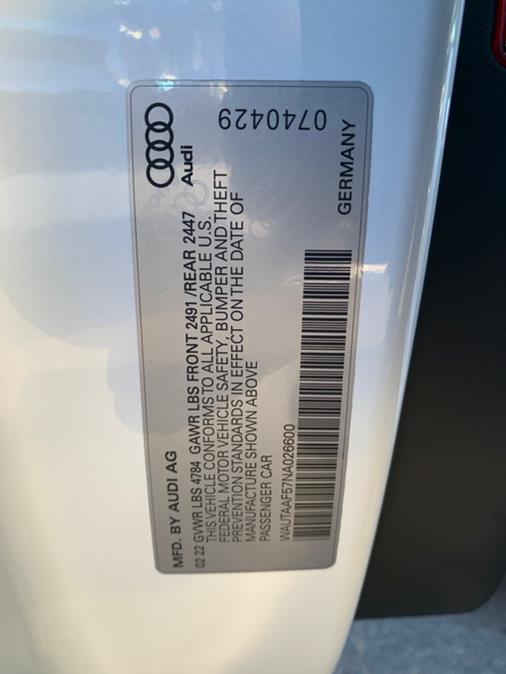 MFD. BY AUDI AG
Audi
02 22 GVWR LBS 4784 GAWR LBS FRONT 2491 /REAR 2447
THIS VEHICLE CONFORMS TO ALL APPLICABLE U.S.
FEDERAL MOTOR VEHICLE SAFETY, BUMPER AND THEFT
PREVENTION STANDARDS IN EFFECT ON THE DATE OF
MANUFACTURE SHOWN ABOVE
PASSENGER CAR
WAUTAAF57NA026600
GERMANY
0740429